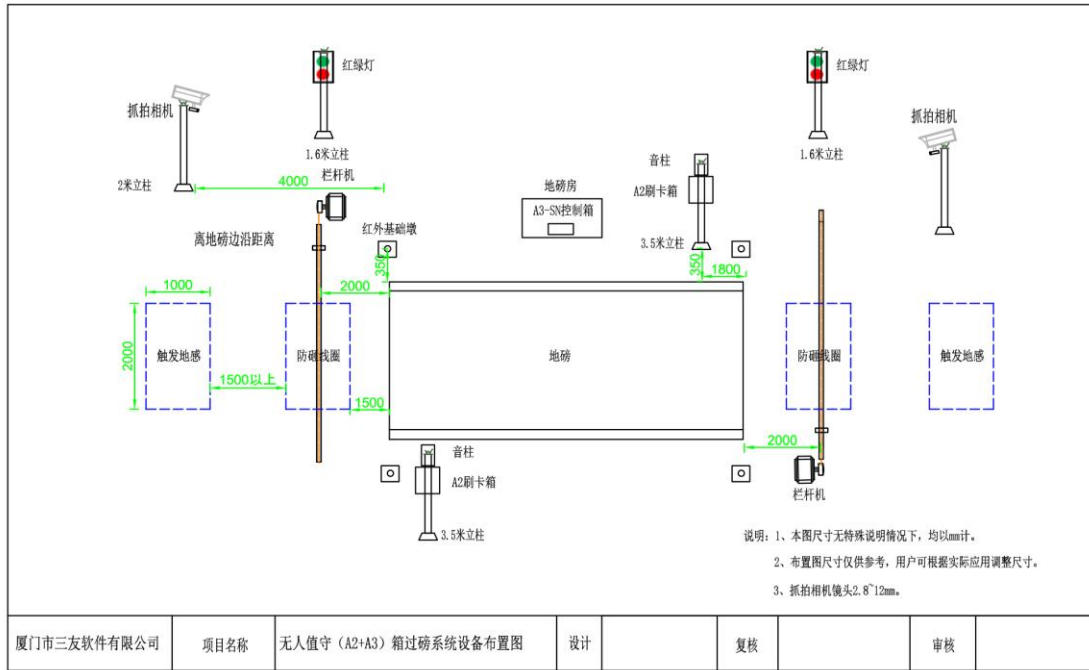 红绿灯
红绿灯
抓拍相机
抓拍相机
1.6米立柱
1.6米立柱
音柱
栏杆机
4000
2米立柱
地磅房
A2刷卡箱
A3-SN控制箱
离地磅边沿距离
红外基础墩
3.5米立柱
350
350
1800
1000
2000
2000
触发地感
防砸线圈
地磅
防砸线圈
触发地感
1500以上
1500
2000
音柱
A2刷卡箱
栏杆机
3.5米立柱
说明：1、本图尺寸无特殊说明情况下，均以mm计。
2、布置图尺寸仅供参考，用户可根据实际应用调整尺寸。
3、抓拍相机镜头2.8~12mm。
厦门市三友软件有限公司 项目名称 无人值守（A2+A3）箱过磅系统设备布置图 设计 复核 审核